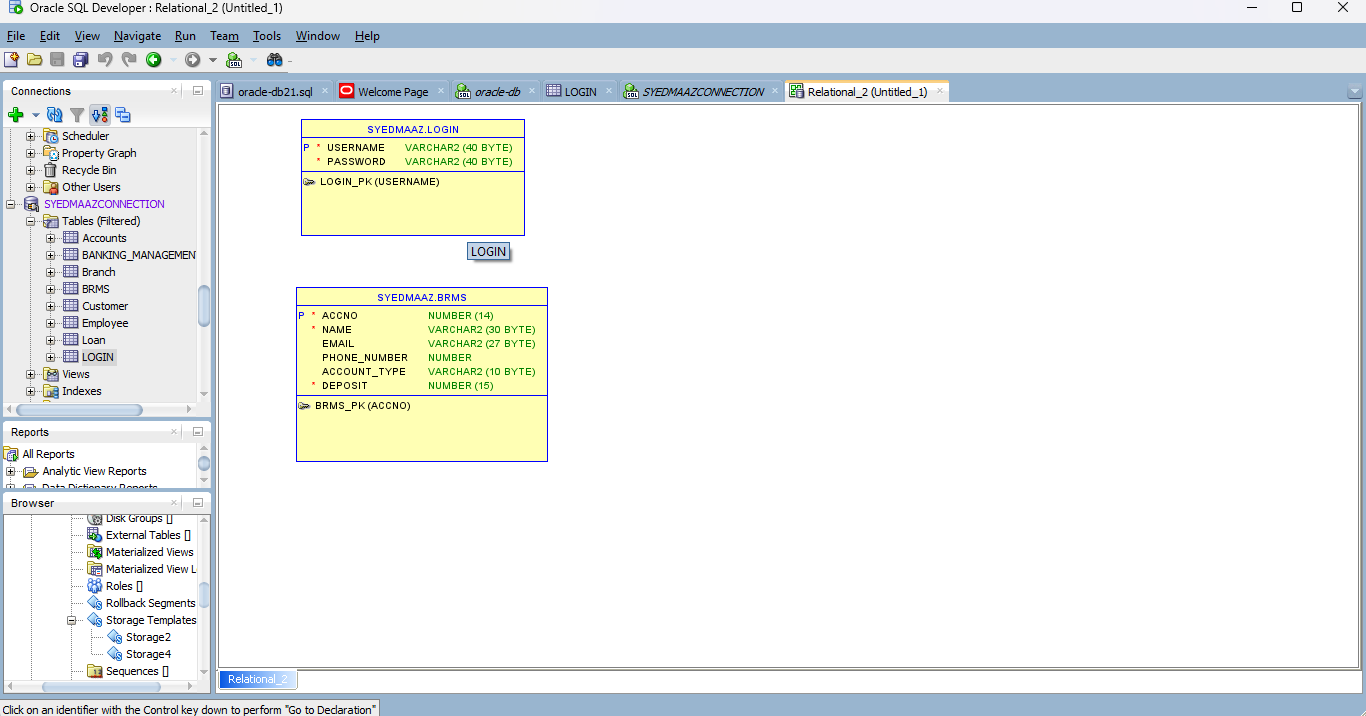 Oracle SQL Developer : Relational_2 (Untitled_1)
File Edit View Navigate Run Team Tools Window Help
Connections
oracle-db21.sql
Welcome Page
oracle-db
LOGIN
SYEDMAAZCONNECTION
Relational_2 (Untitled_1)
Scheduler
Property Graph
Recycle Bin
Other Users
SYEDMAAZCONNECTION
Tables (Filtered)
Accounts
BANKING_MANAGEMEN
Branch
BRMS
Customer
Employee
Loan
LOGIN
Views
Indexes
Reports
All Reports
Analytic View Reports
Data Dictionary Reports
Browser
Disk Groups []
External Tables []
Materialized Views
Materialized View L
Roles []
Rollback Segments
Storage Templates
Storage2
Storage4
Sequences []
SYEDMAAZ.LOGIN
P * USERNAME VARCHAR2 (40 BYTE)
* PASSWORD VARCHAR2 (40 BYTE)
LOGIN_PK (USERNAME)
LOGIN
SYEDMAAZ.BRMS
P * ACCNO NUMBER (14)
* NAME VARCHAR2 (30 BYTE)
EMAIL VARCHAR2 (27 BYTE)
PHONE_NUMBER NUMBER
ACCOUNT_TYPE VARCHAR2 (10 BYTE)
* DEPOSIT NUMBER (15)
BRMS_PK (ACCNO)
Relational_2
Click on an identifier with the Control key down to perform "Go to Declaration"